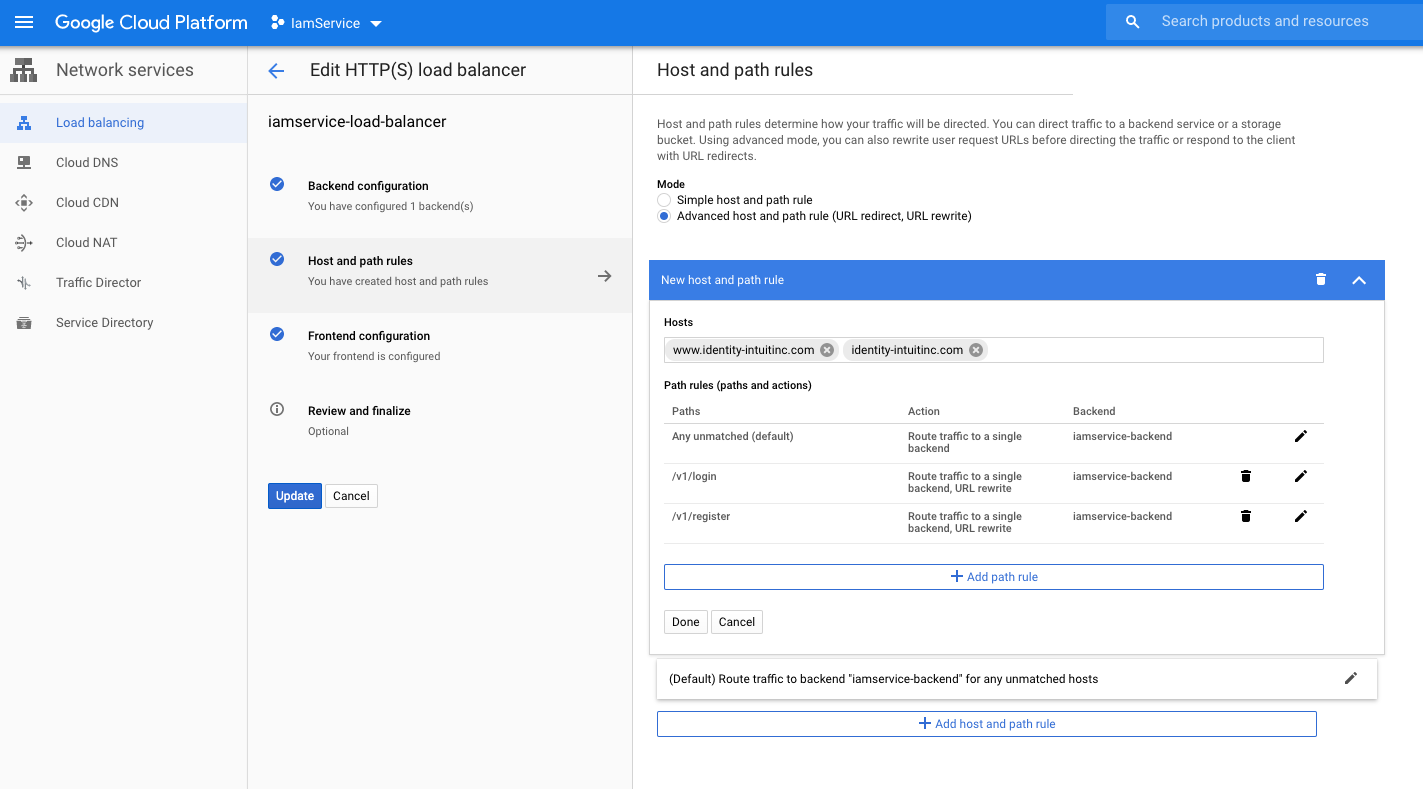 Google Cloud Platform
IamService
Search products and resources
Network services
Load balancing
Cloud DNS
Cloud CDN
Cloud NAT
Traffic Director
Service Directory
Edit HTTP(S) load balancer
iamservice-load-balancer
Backend configuration
You have configured 1 backend(s)
Host and path rules
You have created host and path rules
Frontend configuration
Your frontend is configured
Review and finalize
Optional
Update Cancel
Host and path rules
Host and path rules determine how your traffic will be directed. You can direct traffic to a backend service or a storage
bucket. Using advanced mode, you can also rewrite user request URLs before directing the traffic or respond to the client
with URL redirects.
Mode
Simple host and path rule
Advanced host and path rule (URL redirect, URL rewrite)
New host and path rule
Hosts
www.identity-intuitinc.com identity-intuitinc.com
Path rules (paths and actions)
Paths Action Backend
Any unmatched (default) Route traffic to a single iamservice-backend
backend
/v1/login Route traffic to a single iamservice-backend
backend, URL rewrite
/v1/register Route traffic to a single iamservice-backend
backend, URL rewrite
Add path rule
Done Cancel
(Default) Route traffic to backend "iamservice-backend" for any unmatched hosts
Add host and path rule